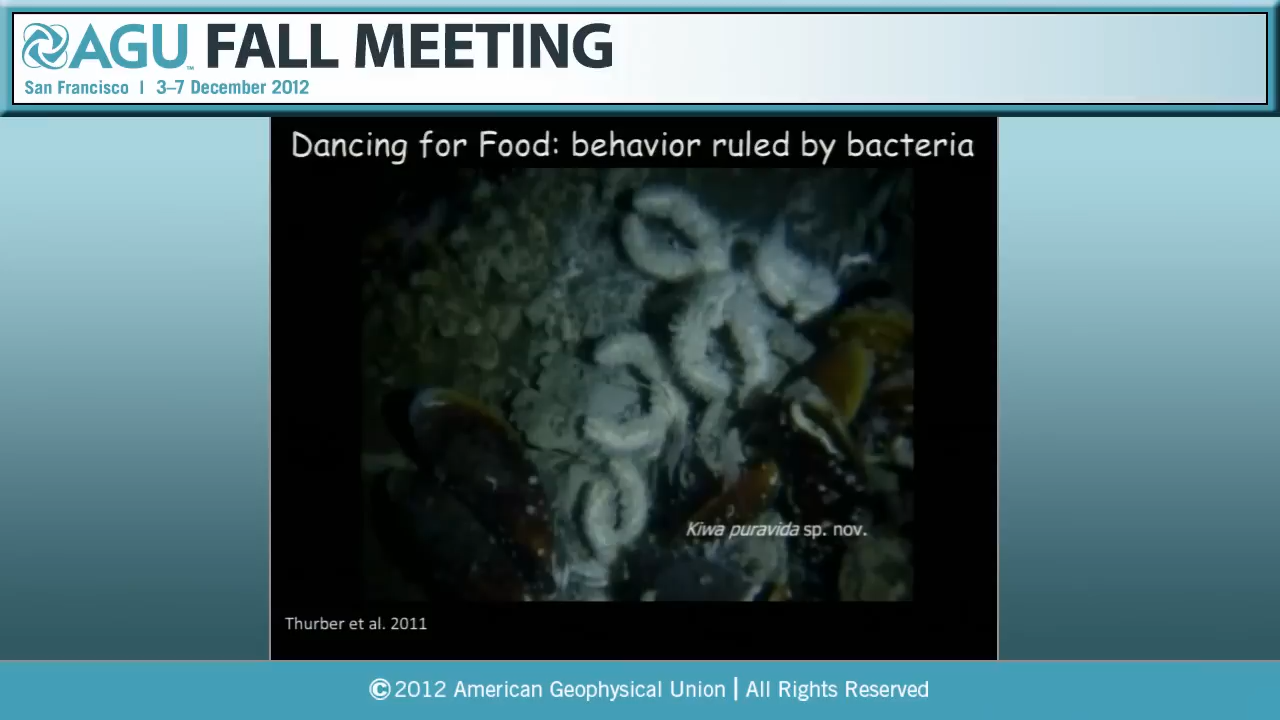 AGU™ FALL MEETING
San Francisco | 3–7 December 2012
Dancing for Food: behavior ruled by bacteria
Kiwa puravida sp. nov.
Thurber et al. 2011
©2012 American Geophysical Union | All Rights Reserved